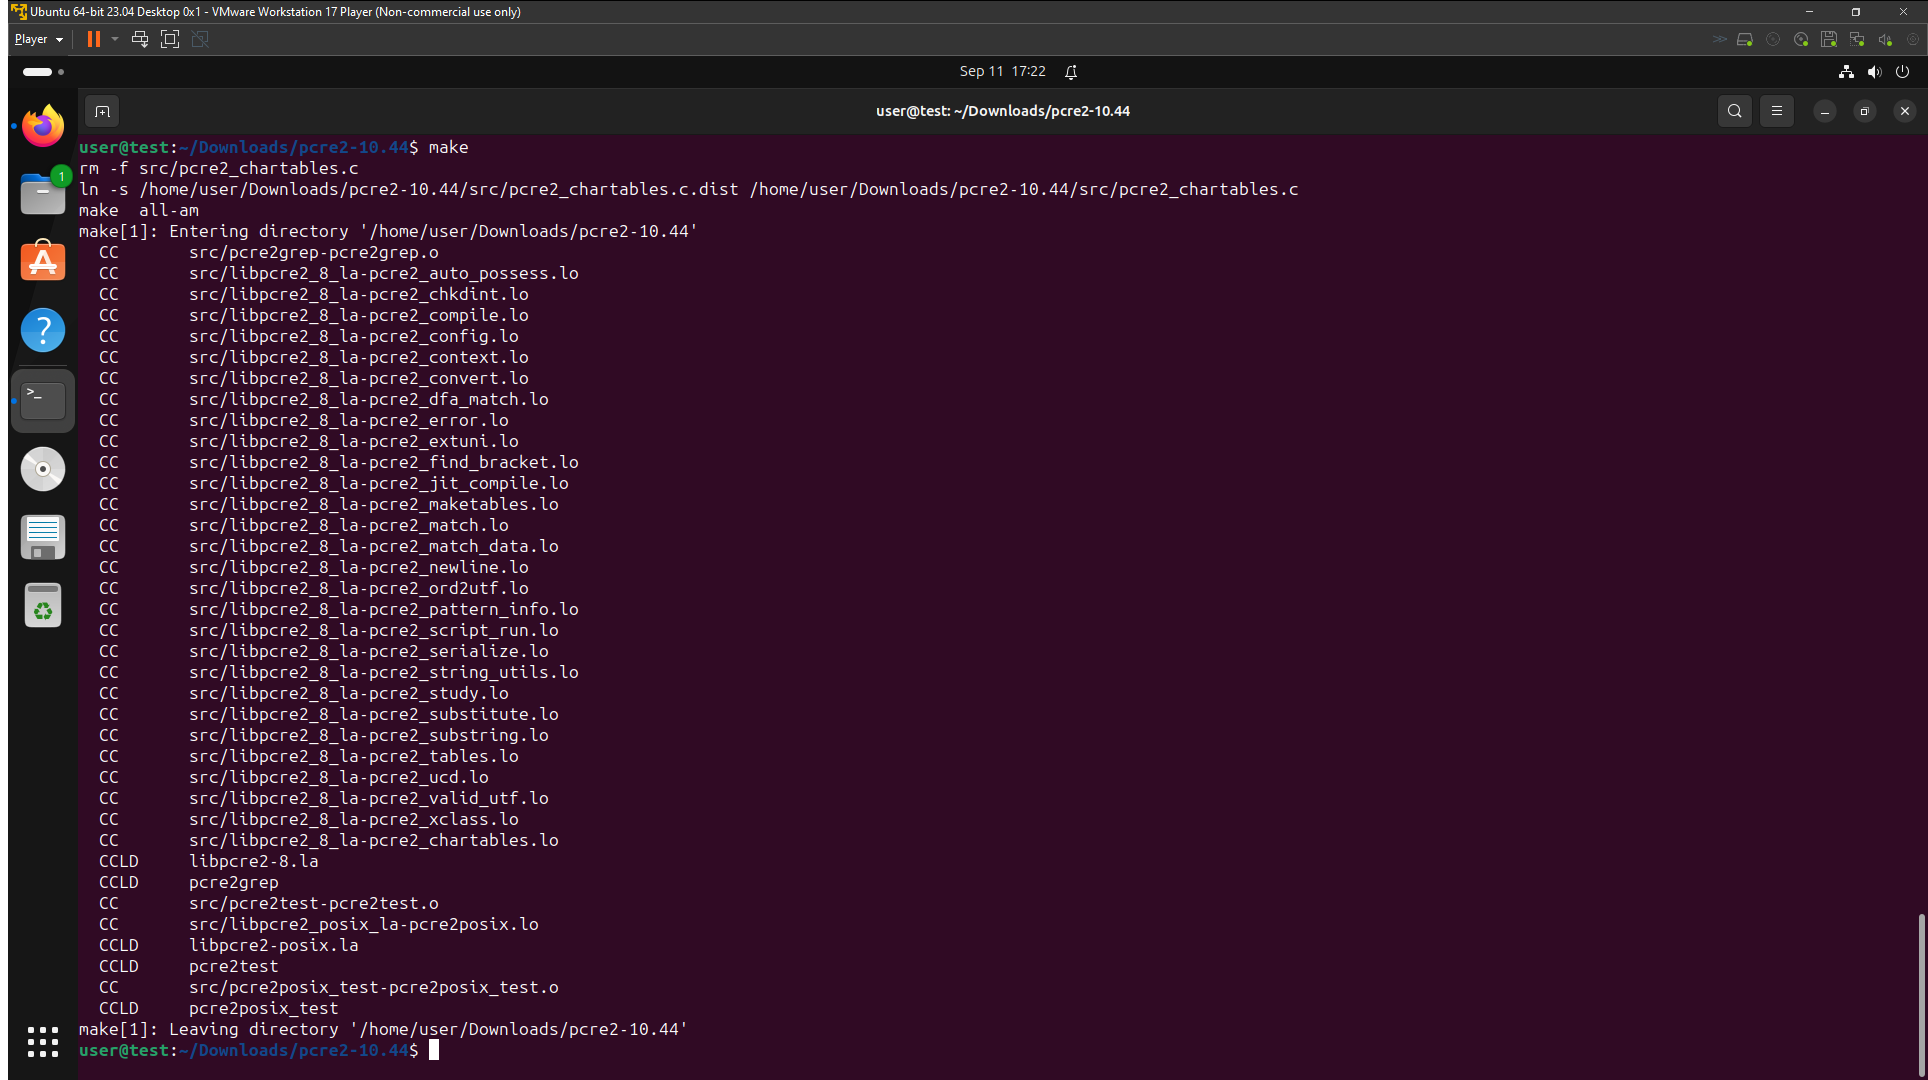 Ubuntu 64-bit 23.04 Desktop 0x1 - VMware Workstation 17 Player (Non-commercial use only)
Player
Sep 11 17:22
user@test: ~/Downloads/pcre2-10.44
1
user@test:~/Downloads/pcre2-10.44$ make
rm -f src/pcre2_chartables.c
ln -s /home/user/Downloads/pcre2-10.44/src/pcre2_chartables.c.dist /home/user/Downloads/pcre2-10.44/src/pcre2_chartables.c
make  all-am
make[1]: Entering directory '/home/user/Downloads/pcre2-10.44'
  CC       src/pcre2grep-pcre2grep.o
  CC       src/libpcre2_8_la-pcre2_auto_possess.lo
  CC       src/libpcre2_8_la-pcre2_chkdint.lo
  CC       src/libpcre2_8_la-pcre2_compile.lo
  CC       src/libpcre2_8_la-pcre2_config.lo
  CC       src/libpcre2_8_la-pcre2_context.lo
  CC       src/libpcre2_8_la-pcre2_convert.lo
  CC       src/libpcre2_8_la-pcre2_dfa_match.lo
  CC       src/libpcre2_8_la-pcre2_error.lo
  CC       src/libpcre2_8_la-pcre2_extuni.lo
  CC       src/libpcre2_8_la-pcre2_find_bracket.lo
  CC       src/libpcre2_8_la-pcre2_jit_compile.lo
  CC       src/libpcre2_8_la-pcre2_maketables.lo
  CC       src/libpcre2_8_la-pcre2_match.lo
  CC       src/libpcre2_8_la-pcre2_match_data.lo
  CC       src/libpcre2_8_la-pcre2_newline.lo
  CC       src/libpcre2_8_la-pcre2_ord2utf.lo
  CC       src/libpcre2_8_la-pcre2_pattern_info.lo
  CC       src/libpcre2_8_la-pcre2_script_run.lo
  CC       src/libpcre2_8_la-pcre2_serialize.lo
  CC       src/libpcre2_8_la-pcre2_string_utils.lo
  CC       src/libpcre2_8_la-pcre2_study.lo
  CC       src/libpcre2_8_la-pcre2_substitute.lo
  CC       src/libpcre2_8_la-pcre2_substring.lo
  CC       src/libpcre2_8_la-pcre2_tables.lo
  CC       src/libpcre2_8_la-pcre2_ucd.lo
  CC       src/libpcre2_8_la-pcre2_valid_utf.lo
  CC       src/libpcre2_8_la-pcre2_xclass.lo
  CC       src/libpcre2_8_la-pcre2_chartables.lo
  CCLD     libpcre2-8.la
  CCLD     pcre2grep
  CC       src/pcre2test-pcre2test.o
  CC       src/libpcre2_posix_la-pcre2posix.lo
  CCLD     libpcre2-posix.la
  CCLD     pcre2test
  CC       src/pcre2posix_test-pcre2posix_test.o
  CCLD     pcre2posix_test
make[1]: Leaving directory '/home/user/Downloads/pcre2-10.44'
user@test:~/Downloads/pcre2-10.44$